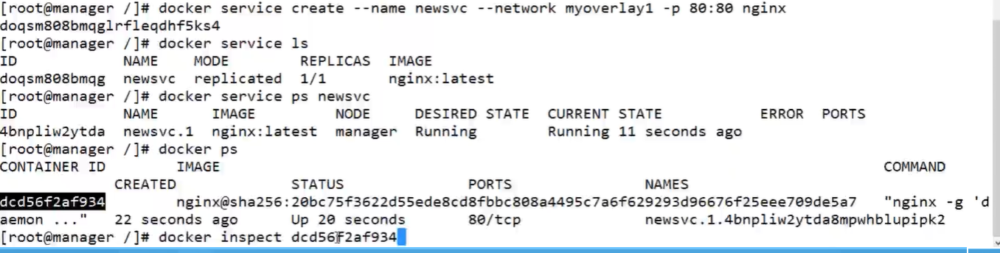 [root@manager /]# docker service create --name newsvc --network myoverlay1 -p 80:80 nginx
doqsm808bmqglrfleqdhf5ks4
[root@manager /]# docker service ls
ID            NAME    MODE        REPLICAS  IMAGE
doqsm808bmqg  newsvc  replicated  1/1       nginx:latest
[root@manager /]# docker service ps newsvc
ID            NAME      IMAGE         NODE     DESIRED STATE  CURRENT STATE           ERROR  PORTS
4bnpliw2ytda  newsvc.1  nginx:latest  manager  Running        Running 11 seconds ago
[root@manager /]# docker ps
CONTAINER ID        IMAGE                                                                           COMMAND
             CREATED             STATUS              PORTS               NAMES
dcd56f2af934        nginx@sha256:20bc75f3622d55ede8cd8fbbc808a4495c7a6f629293d96676f25eee709de5a7   "nginx -g 'd
aemon ..."   22 seconds ago      Up 20 seconds       80/tcp              newsvc.1.4bnpliw2ytda8mpwhblupipk2
[root@manager /]# docker inspect dcd56f2af934